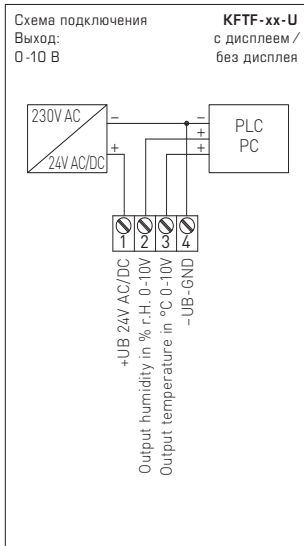 Схема подключения
Выход:
0-10 В
KFTF-xx-U
с дисплеем /
без дисплея
230V AC
24V AC/DC
–
+
–
+
+
PLC
PC
1
2
3
4
+UB 24V AC/DC
Output humidity in % r.H. 0-10V
Output temperature in °C 0-10V
–UB-GND